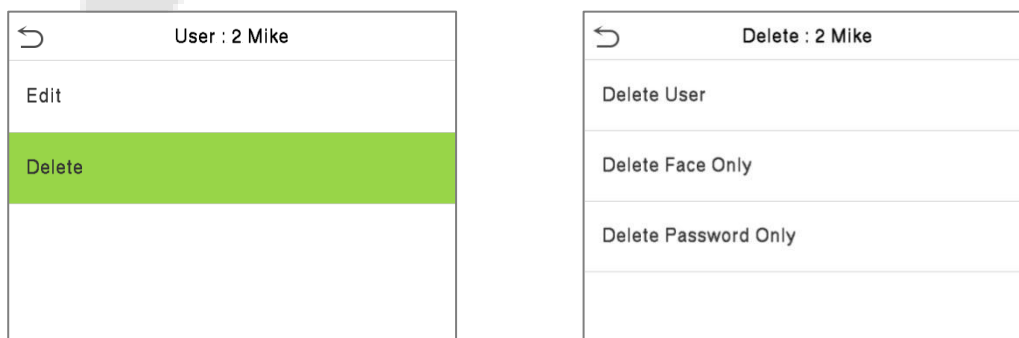 User : 2 Mike
Edit
Delete
Delete : 2 Mike
Delete User
Delete Face Only
Delete Password Only